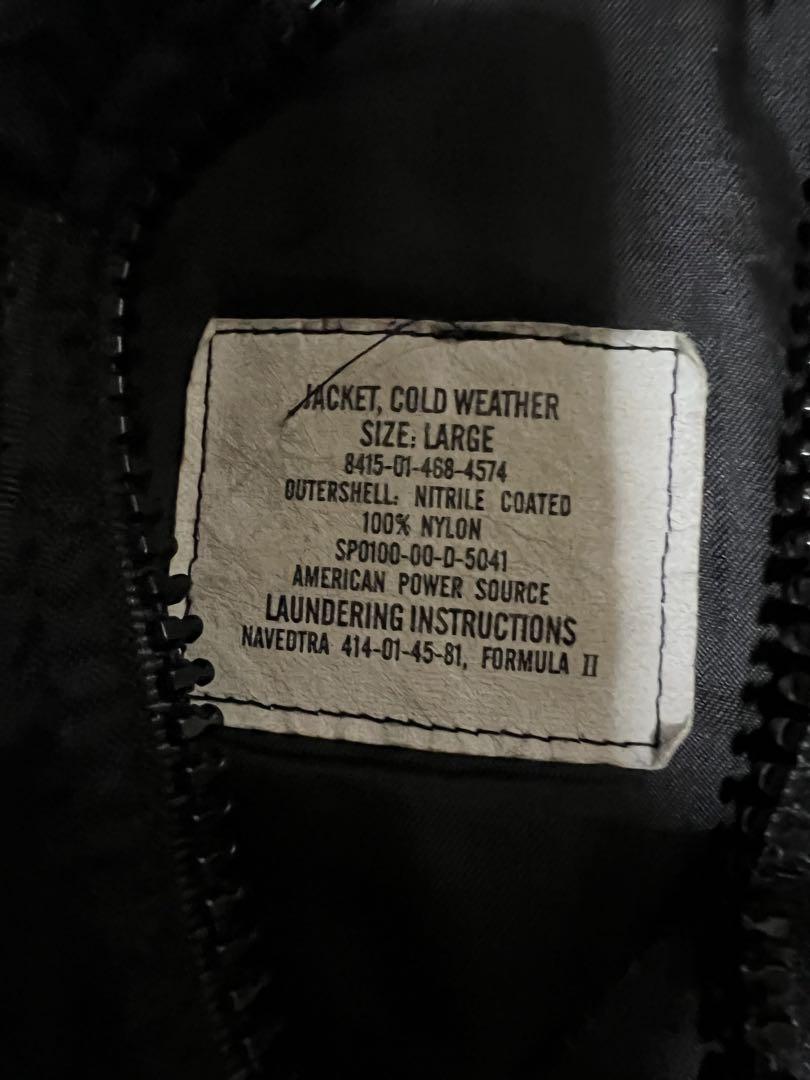 JACKET, COLD WEATHER
SIZE: LARGE
8415-01-468-4574
OUTERSHELL: NITRILE COATED
100% NYLON
SP0100-00-D-5041
AMERICAN POWER SOURCE
LAUNDERING INSTRUCTIONS
NAVEDTRA 414-01-45-81, FORMULA II